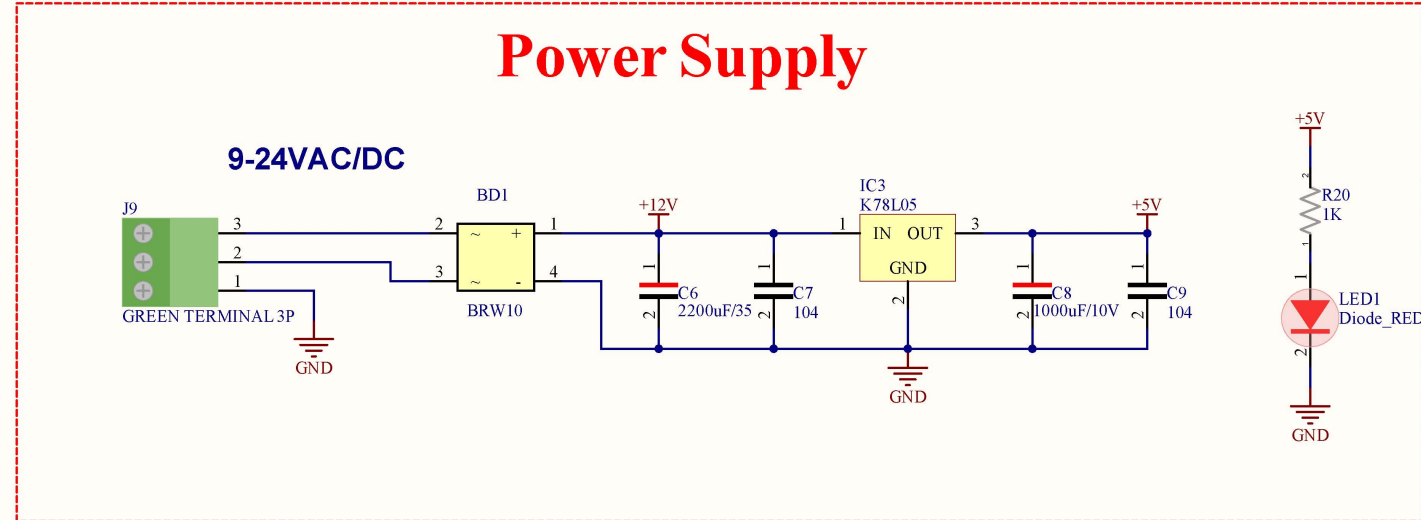 Power Supply
9-24VAC/DC
J9
3
2
1
GREEN TERMINAL 3P
GND
BD1
2
3
~ +
~ -
1
4
BRW10
+12V
1
C6
2200uF/35
2
1
C7
104
2
IC3
K78L05
1
IN OUT
GND
3
2
GND
1
C8
1000uF/10V
2
+5V
1
C9
104
2
+5V
2
R20
1K
1
1
LED1
Diode_RED
2
GND